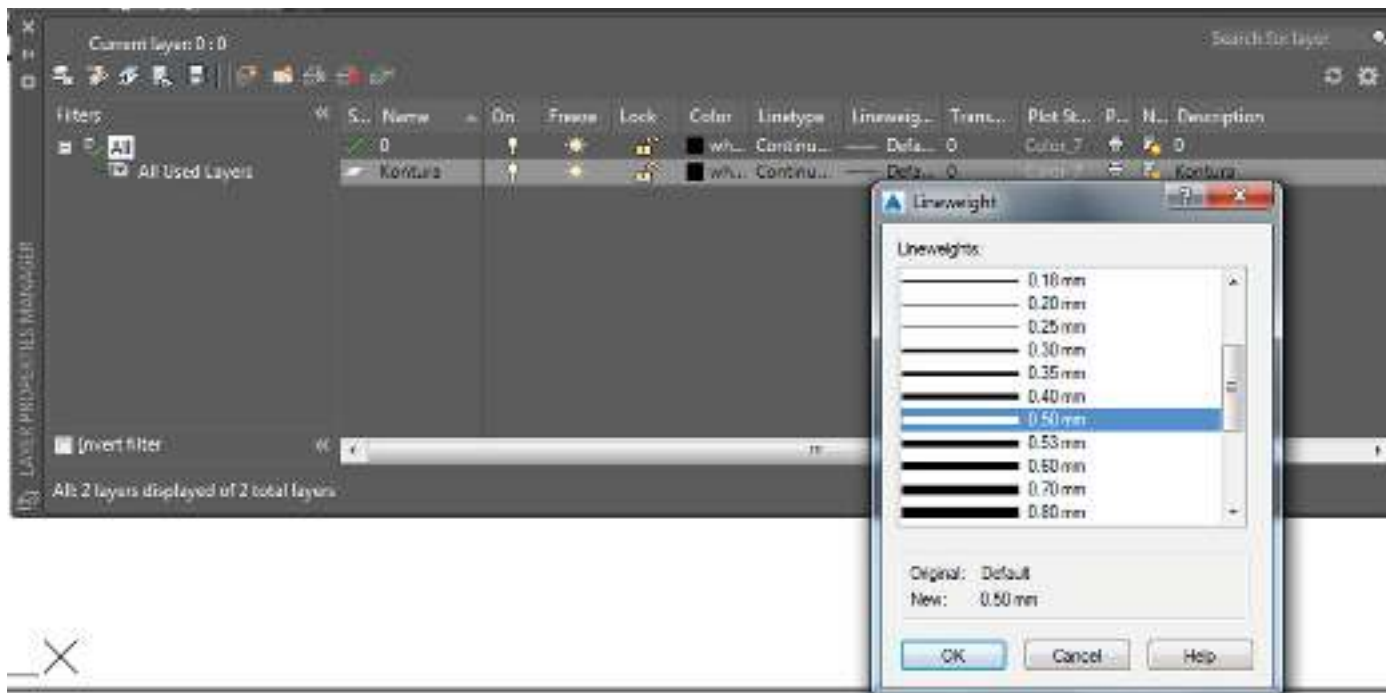 Current layer: 0 : 0
Search for layer
Filters
«
S... Name On Freeze Lock Color Linetype Lineweig... Trans... Plot St... P... N... Description
All
0 wh... Continu... Defa... 0 Color_7 0
All Used Layers
Kontura wh... Continu... Defa... 0 Color_7 Kontura
Invert filter
«
All: 2 layers displayed of 2 total layers
LAYER PROPERTIES MANAGER
Lineweight
Lineweights:
0.18 mm
0.20 mm
0.25 mm
0.30 mm
0.35 mm
0.40 mm
0.50 mm
0.53 mm
0.60 mm
0.70 mm
0.80 mm
Original: Default
New: 0.50 mm
OK Cancel Help